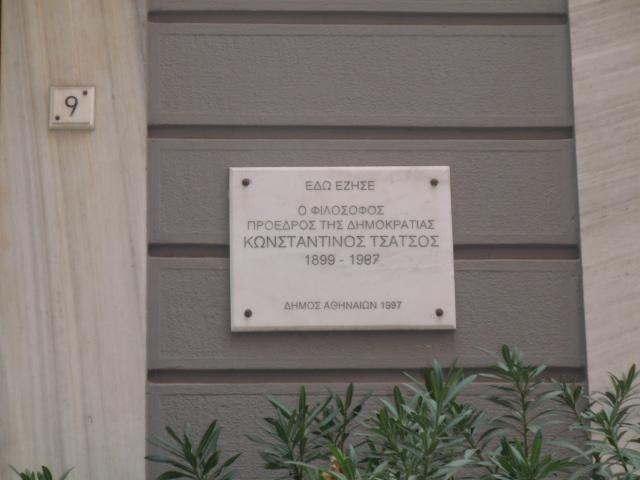 9
ΕΔΩ ΕΖΗΣΕ
Ο ΦΙΛΟΣΟΦΟΣ
ΠΡΟΕΔΡΟΣ ΤΗΣ ΔΗΜΟΚΡΑΤΙΑΣ
ΚΩΝΣΤΑΝΤΙΝΟΣ ΤΣΑΤΣΟΣ
1899 - 1987
ΔΗΜΟΣ ΑΘΗΝΑΙΩΝ 1997